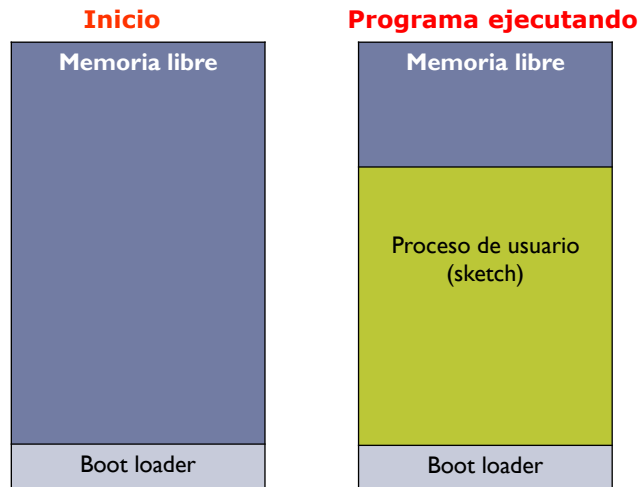 Inicio
Memoria libre
Boot loader
Programa ejecutando
Memoria libre
Proceso de usuario
(sketch)
Boot loader